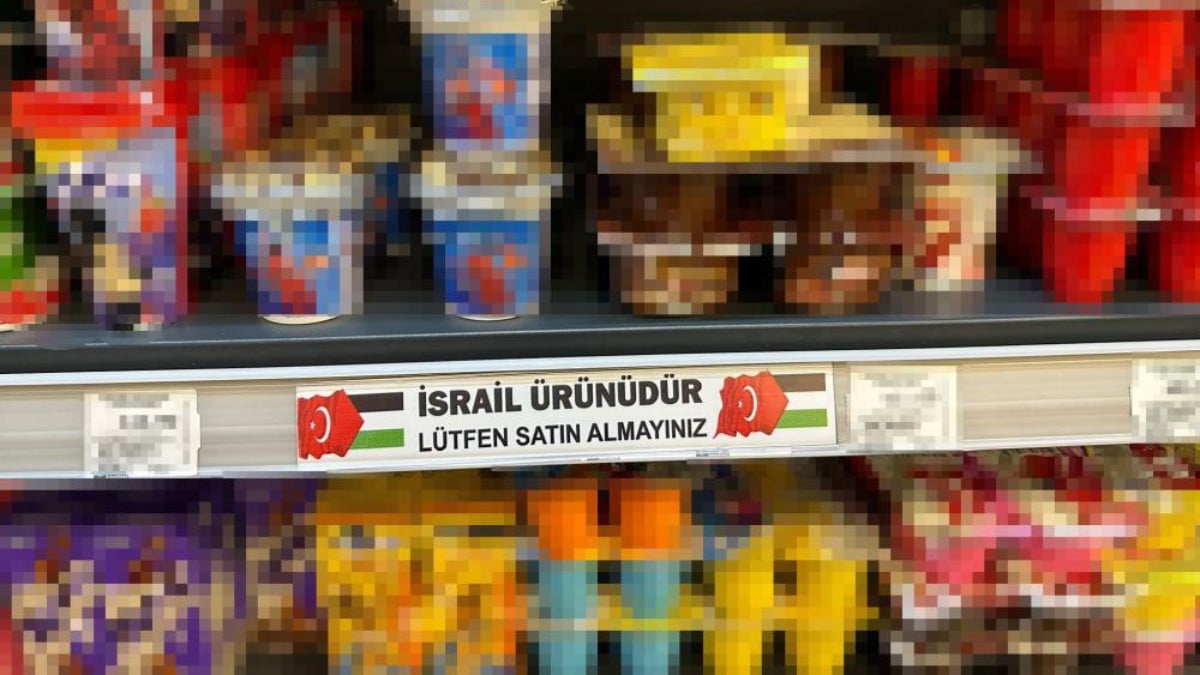 İSRAİL ÜRÜNÜDÜR
LÜTFEN SATIN ALMAYINIZ